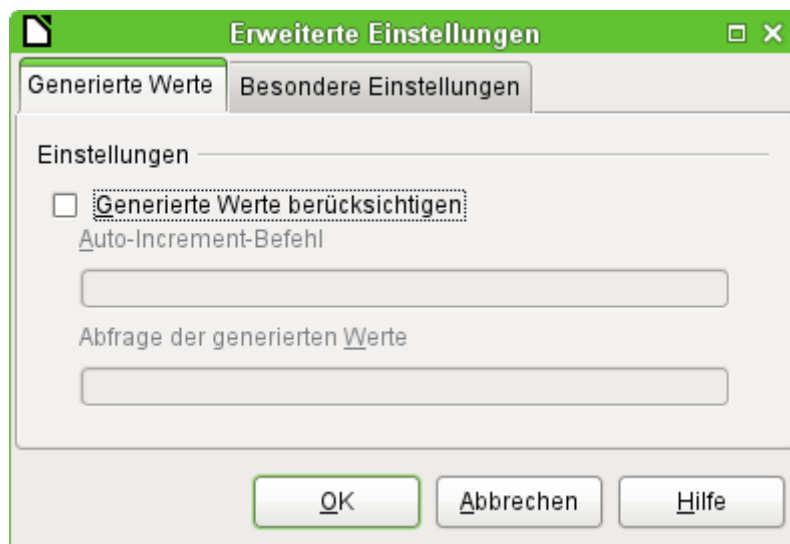 Erweiterte Einstellungen
Generierte Werte Besondere Einstellungen
Einstellungen
Generierte Werte berücksichtigen
Auto-Increment-Befehl
Abfrage der generierten Werte
OK Abbrechen Hilfe